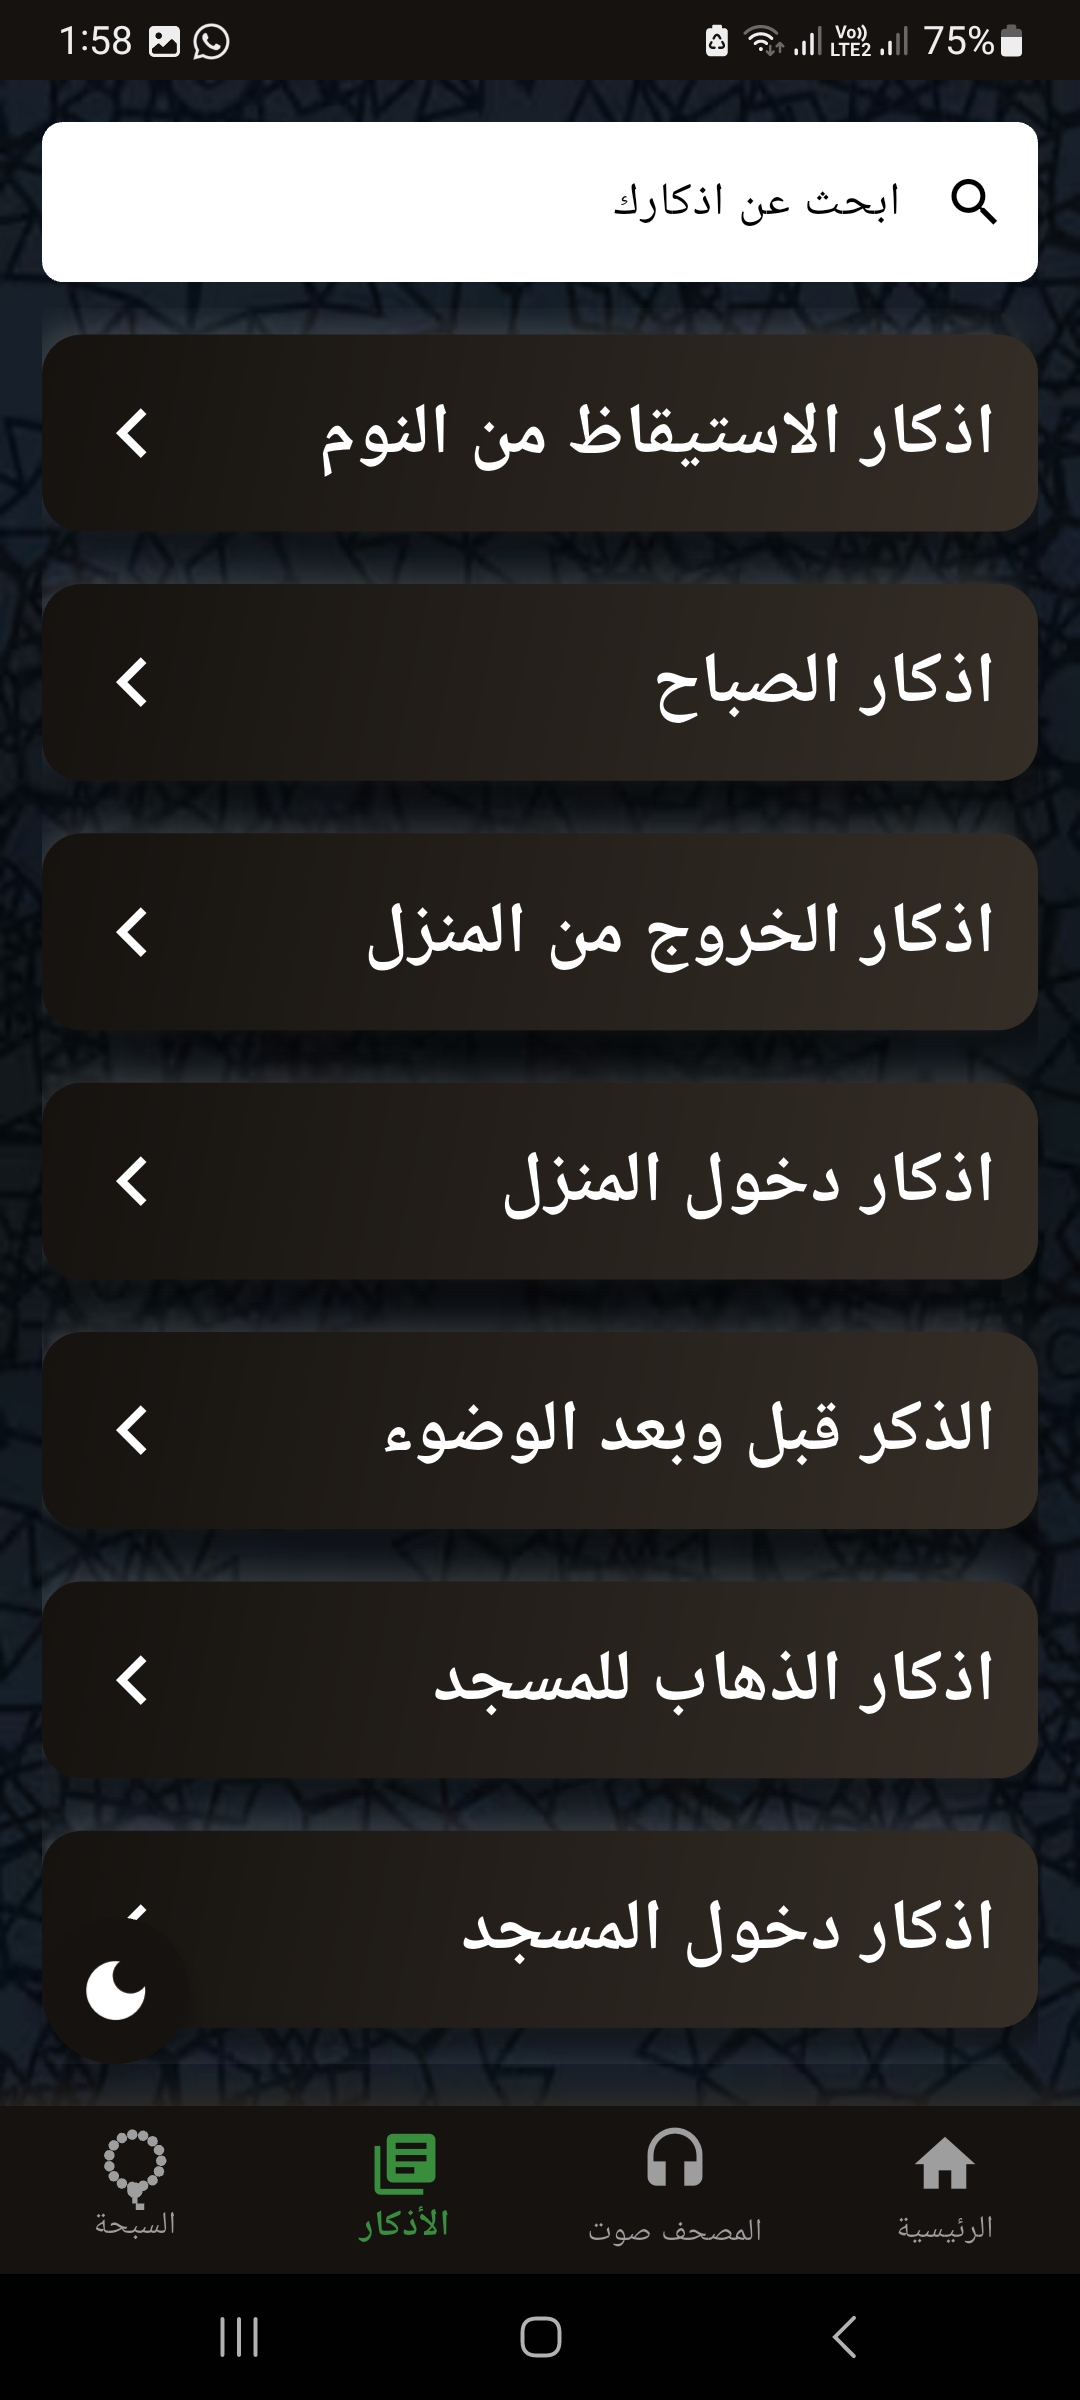 1:58
Vo)) LTE2 75%
ابحث عن اذكارك
اذكار الاستيقاظ من النوم
اذكار الصباح
اذكار الخروج من المنزل
اذكار دخول المنزل
الذكر قبل وبعد الوضوء
اذكار الذهاب للمسجد
اذكار دخول المسجد
الرئيسية
المصحف صوت
الأذكار
السبحة